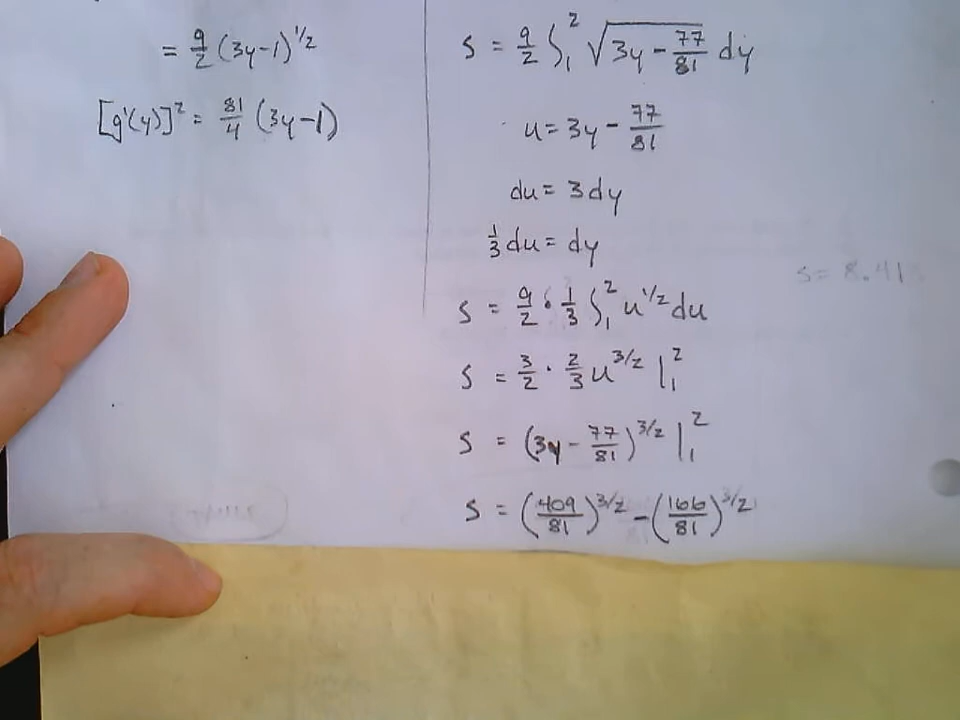 = 9/2 (3y-1)^1/2
[g'(y)]^2 = 81/4 (3y-1)
S = 9/2 ∫_1^2 √(3y - 77/81) dy
u = 3y - 77/81
du = 3dy
1/3 du = dy
S = 9/2 · 1/3 ∫_1^2 u^1/2 du
S = 3/2 · 2/3 u^3/2 |_1^2
S = (3y - 77/81)^3/2 |_1^2
S = (409/81)^3/2 - (166/81)^3/2